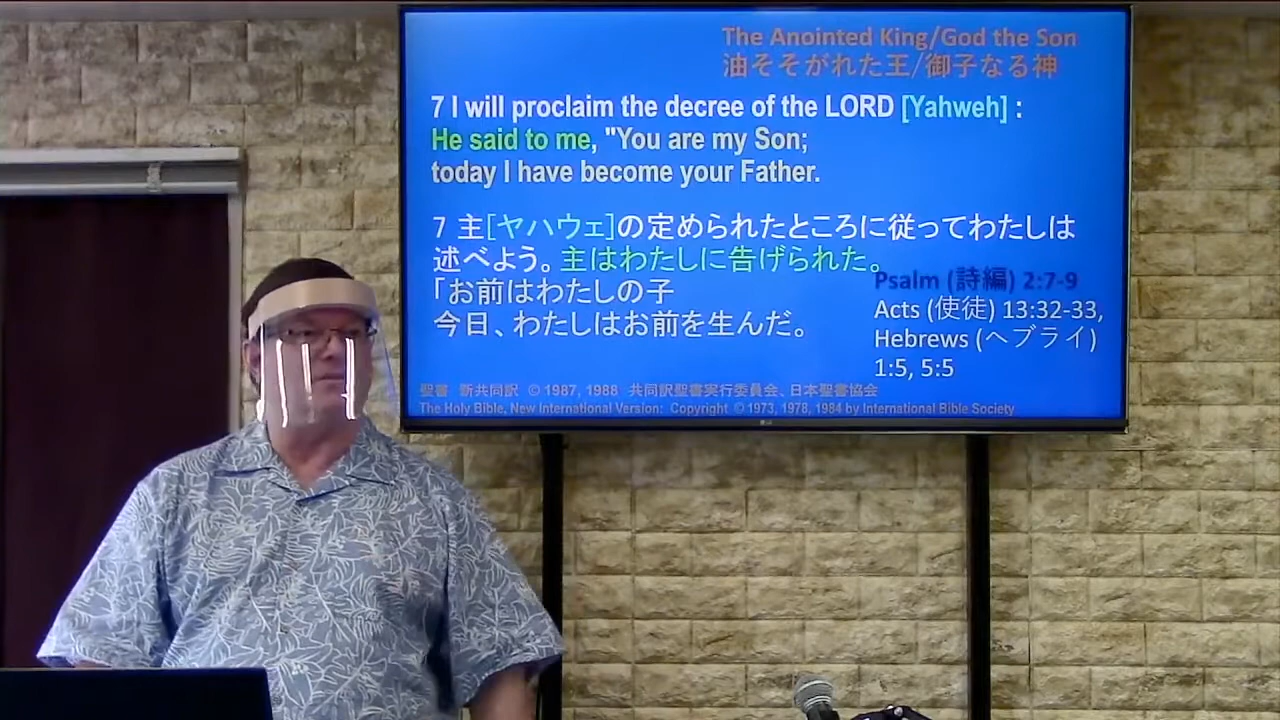 The Anointed King/God the Son
油そそがれた王/御子なる神
7 I will proclaim the decree of the LORD [Yahweh] :
He said to me, "You are my Son;
today I have become your Father.
7 主[ヤハウェ]の定められたところに従ってわたしは
述べよう。主はわたしに告げられた。
「お前はわたしの子
今日、わたしはお前を生んだ。
Psalm (詩編) 2:7-9
Acts (使徒) 13:32-33,
Hebrews (ヘブライ)
1:5, 5:5
聖書 新共同訳 © 1987, 1988 共同訳聖書実行委員会、日本聖書協会
The Holy Bible, New International Version: Copyright © 1973, 1978, 1984 by International Bible Society
LG